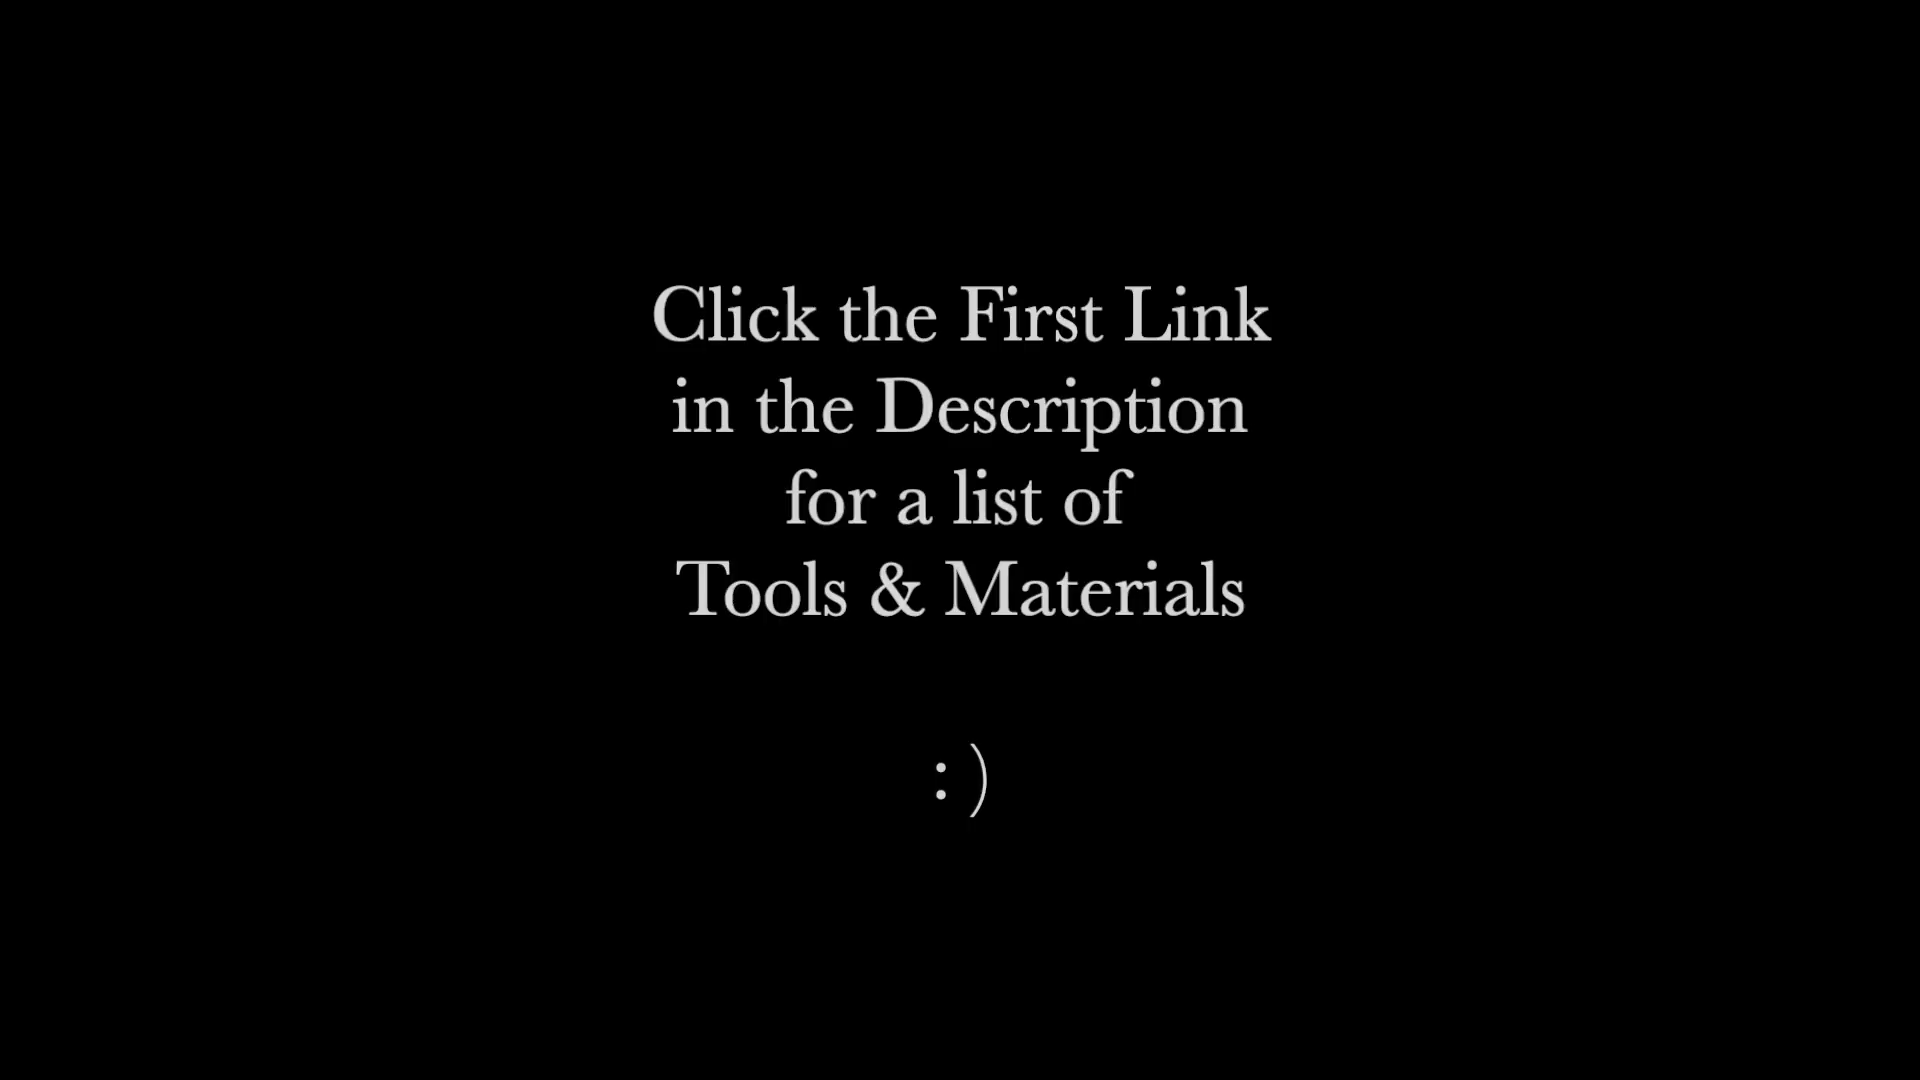 Click the First Link
in the Description
for a list of
Tools & Materials
: )